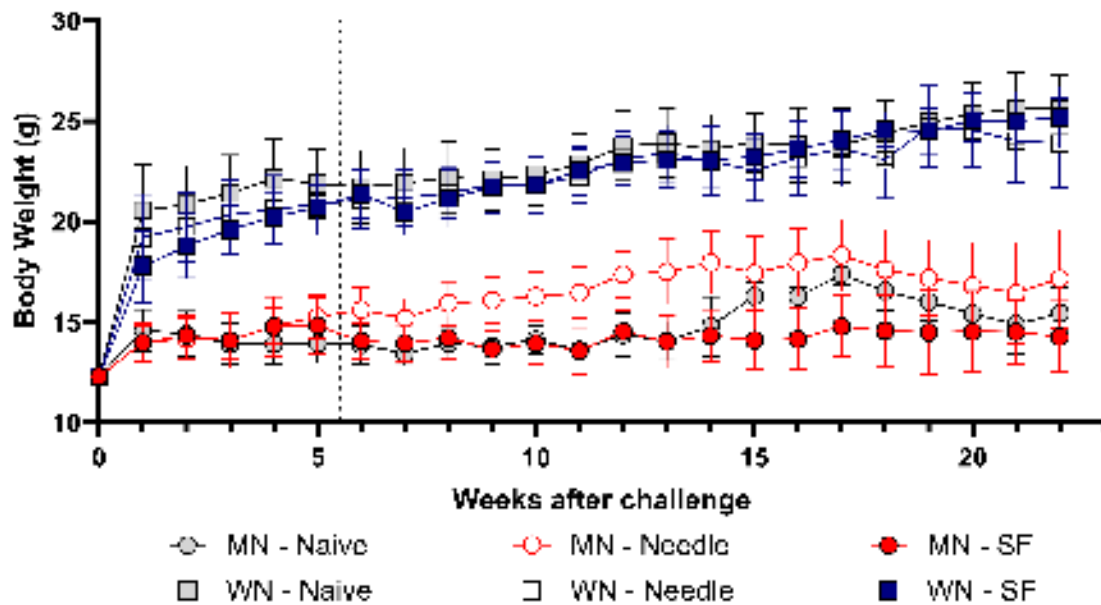 30
25
20
15
10
Body Weight (g)
0 5 10 15 20
Weeks after challenge
MN - Naive MN - Needle MN - SF
WN - Naive WN - Needle WN - SF